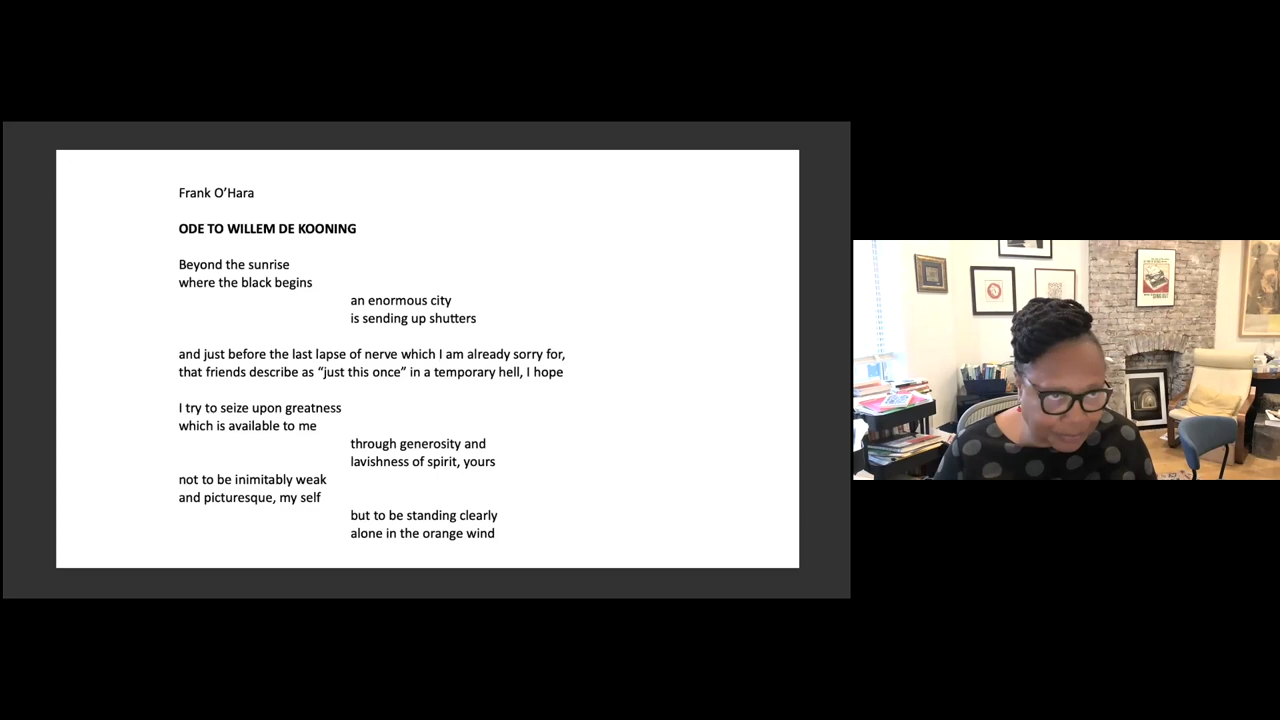 Frank O’Hara
ODE TO WILLEM DE KOONING
Beyond the sunrise
where the black begins
an enormous city
is sending up shutters
and just before the last lapse of nerve which I am already sorry for,
that friends describe as “just this once” in a temporary hell, I hope
I try to seize upon greatness
which is available to me
through generosity and
lavishness of spirit, yours
not to be inimitably weak
and picturesque, my self
but to be standing clearly
alone in the orange wind